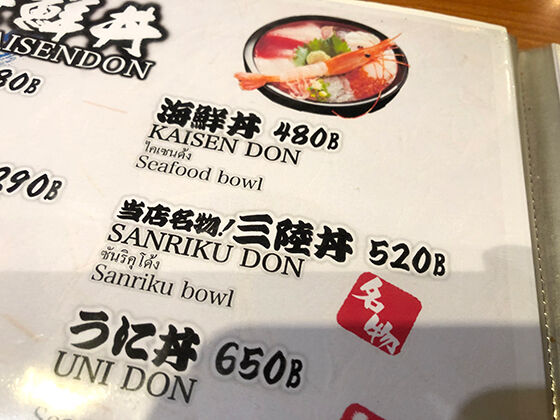 海鮮丼
AISENDON
80B
290B
海鮮丼 480B
KAISEN DON
ไคเซนด้ง
Seafood bowl
当店名物!三陸丼 520B
SANRIKU DON
ซันริคุโด้ง
Sanriku bowl
名物
うに丼 650B
UNI DON